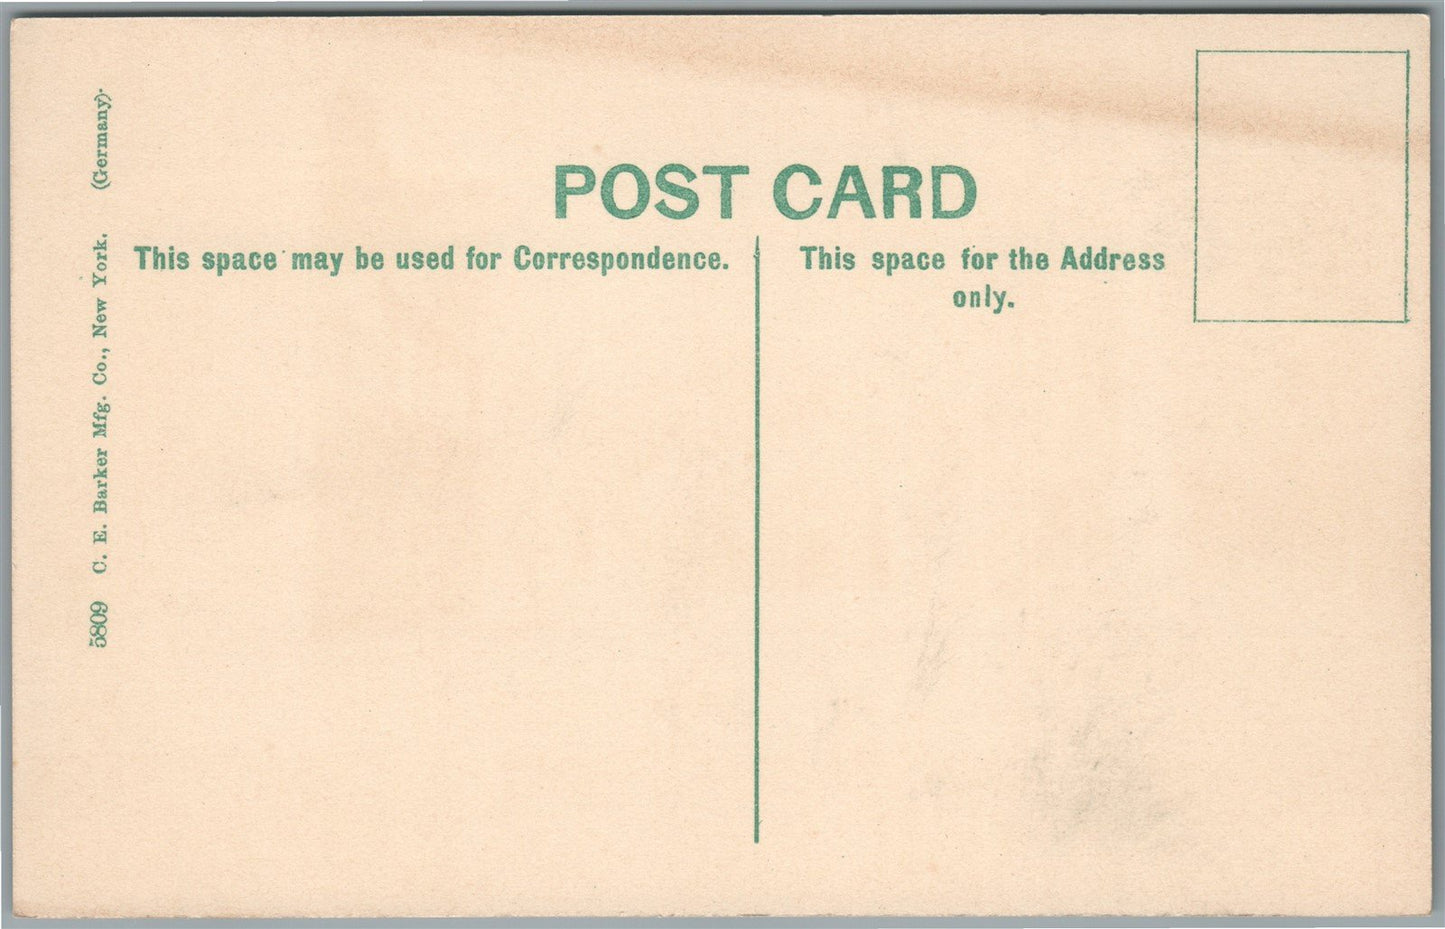 POST CARD
This space may be used for Correspondence.
This space for the Address
only.
5809 C. E. Barker Mfg. Co., New York. (Germany).